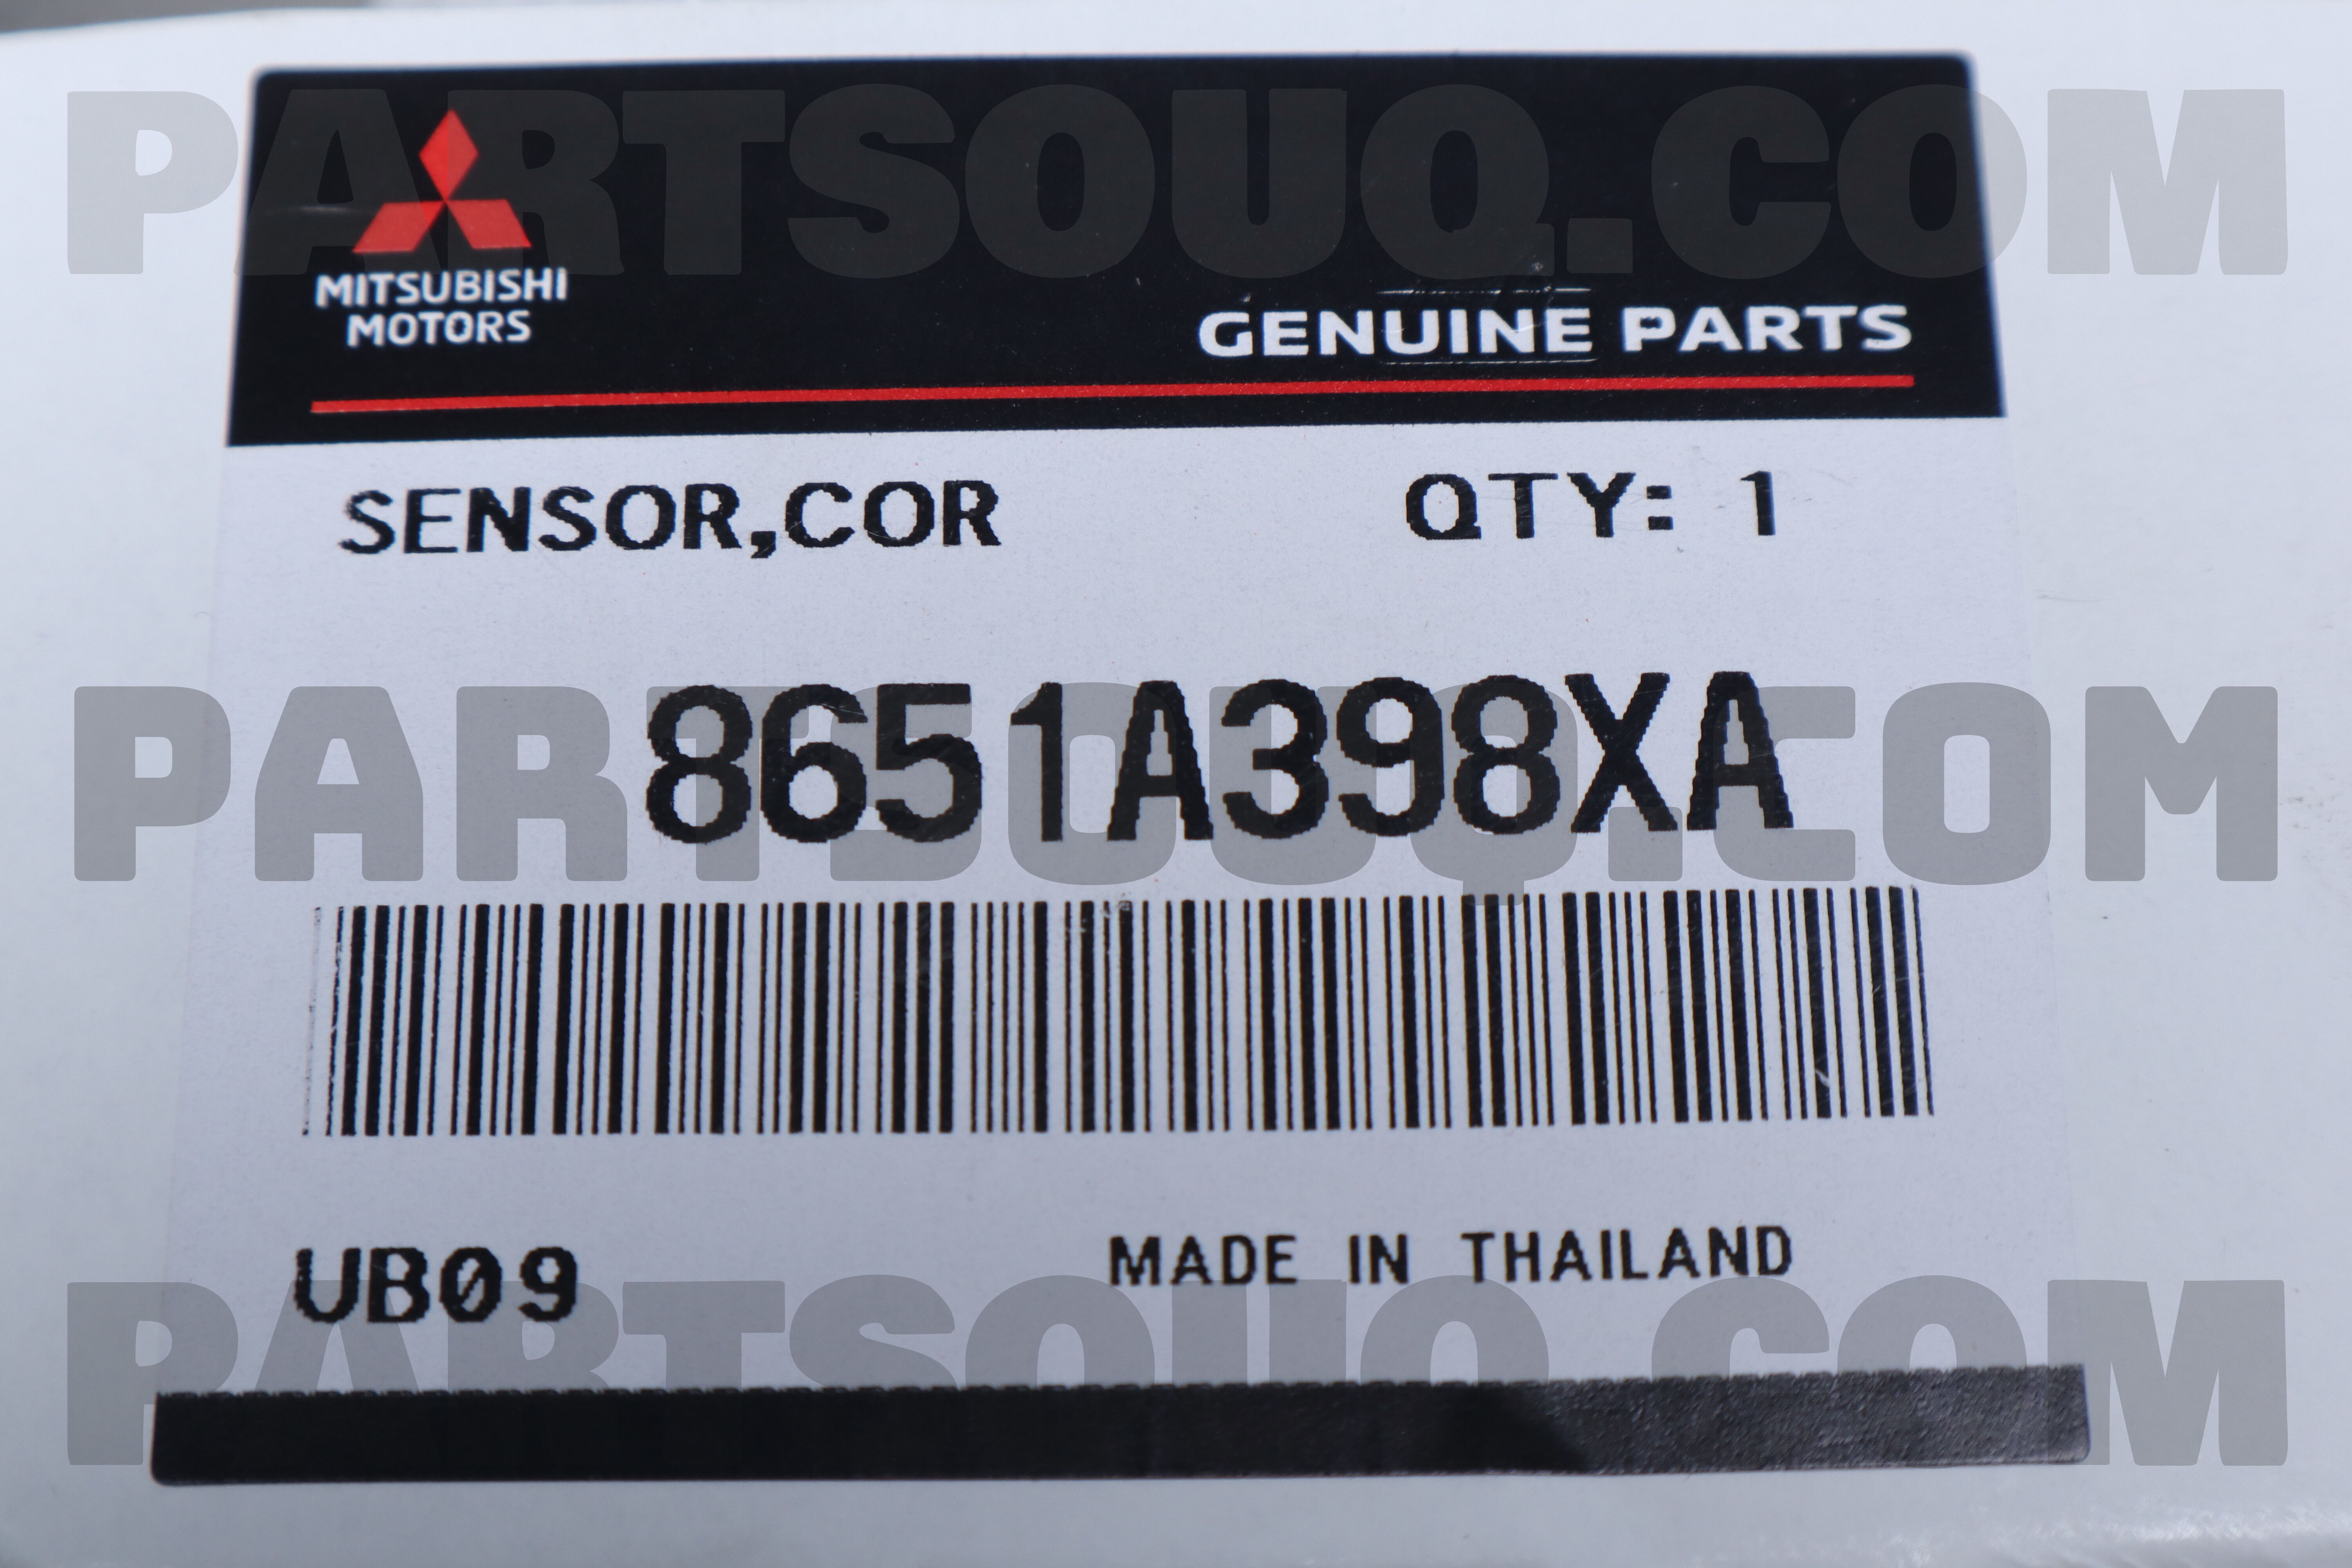 PARTSOUQ.COM
MITSUBISHI
MOTORS
GENUINE PARTS
SENSOR,COR QTY: 1
8651A398XA
PARTSOUQ.COM
UB09 MADE IN THAILAND
PARTSOUQ.COM